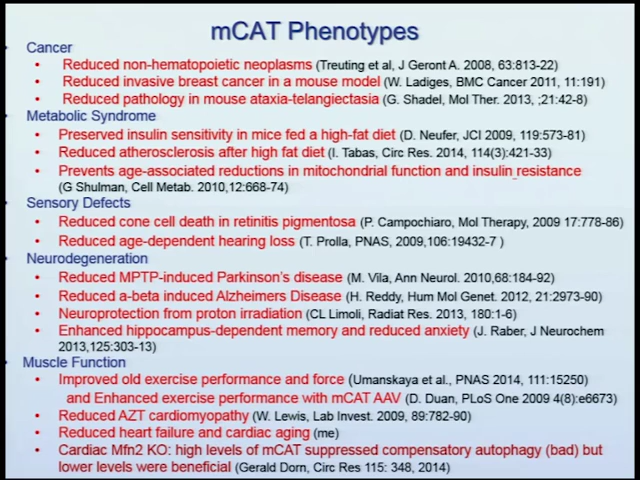 mCAT Phenotypes
• Cancer
• Reduced non-hematopoietic neoplasms (Treuting et al, J Geront A. 2008, 63:813-22)
• Reduced invasive breast cancer in a mouse model (W. Ladiges, BMC Cancer 2011, 11:191)
• Reduced pathology in mouse ataxia-telangiectasia (G. Shadel, Mol Ther. 2013, ;21:42-8)
• Metabolic Syndrome
• Preserved insulin sensitivity in mice fed a high-fat diet (D. Neufer, JCI 2009, 119:573-81)
• Reduced atherosclerosis after high fat diet (I. Tabas, Circ Res. 2014, 114(3):421-33)
• Prevents age-associated reductions in mitochondrial function and insulin resistance
(G Shulman, Cell Metab. 2010,12:668-74)
• Sensory Defects
• Reduced cone cell death in retinitis pigmentosa (P. Campochiaro, Mol Therapy, 2009 17:778-86)
• Reduced age-dependent hearing loss (T. Prolla, PNAS, 2009,106:19432-7 )
• Neurodegeneration
• Reduced MPTP-induced Parkinson's disease (M. Vila, Ann Neurol. 2010,68:184-92)
• Reduced a-beta induced Alzheimers Disease (H. Reddy, Hum Mol Genet. 2012, 21:2973-90)
• Neuroprotection from proton irradiation (CL Limoli, Radiat Res. 2013, 180:1-6)
• Enhanced hippocampus-dependent memory and reduced anxiety (J. Raber, J Neurochem
2013,125:303-13)
• Muscle Function
• Improved old exercise performance and force (Umanskaya et al., PNAS 2014, 111:15250)
and Enhanced exercise performance with mCAT AAV (D. Duan, PLoS One 2009 4(8):e6673)
• Reduced AZT cardiomyopathy (W. Lewis, Lab Invest. 2009, 89:782-90)
• Reduced heart failure and cardiac aging (me)
• Cardiac Mfn2 KO: high levels of mCAT suppressed compensatory autophagy (bad) but
lower levels were beneficial (Gerald Dorn, Circ Res 115: 348, 2014)